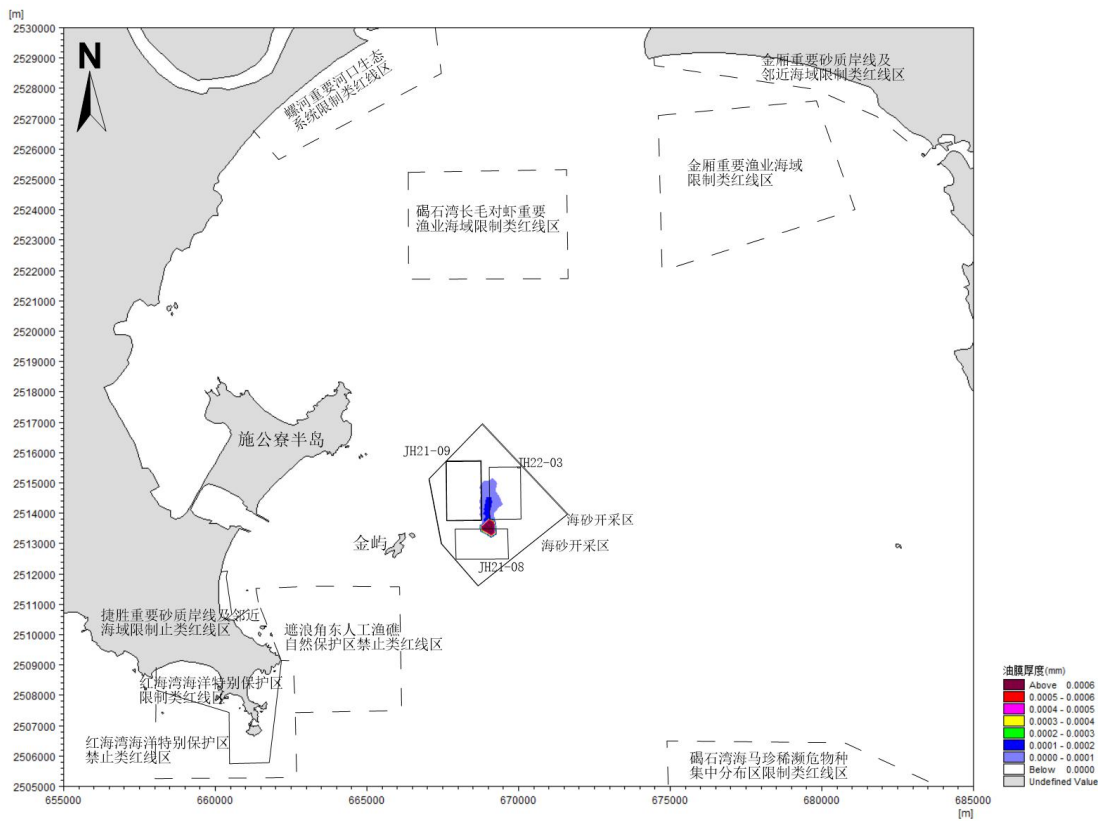 [m]
2530000
2529000
2528000
2527000
2526000
2525000
2524000
2523000
2522000
2521000
2520000
2519000
2518000
2517000
2516000
2515000
2514000
2513000
2512000
2511000
2510000
2509000
2508000
2507000
2506000
2505000
N
螺河重要河口生态
系统限制类红线区
金厢重要砂质岸线及
邻近海域限制类红线区
金厢重要渔业海域
限制类红线区
碣石湾长毛对虾重要
渔业海域限制类红线区
施公寮半岛
JH21-09
JH22-03
海砂开采区
海砂开采区
金屿
JH21-08
捷胜重要砂质岸线及邻近
海域限制止类红线区
遮浪角东人工渔礁
自然保护区禁止类红线区
红海湾海洋特别保护区
限制类红线区
红海湾海洋特别保护区
禁止类红线区
碣石湾海马珍稀濒危物种
集中分布区限制类红线区
655000
660000
665000
670000
675000
680000
685000
[m]
油膜厚度(mm)
Above 0.0006
0.0005 - 0.0006
0.0004 - 0.0005
0.0003 - 0.0004
0.0002 - 0.0003
0.0001 - 0.0002
0.0000 - 0.0001
Below 0.0000
Undefined Value